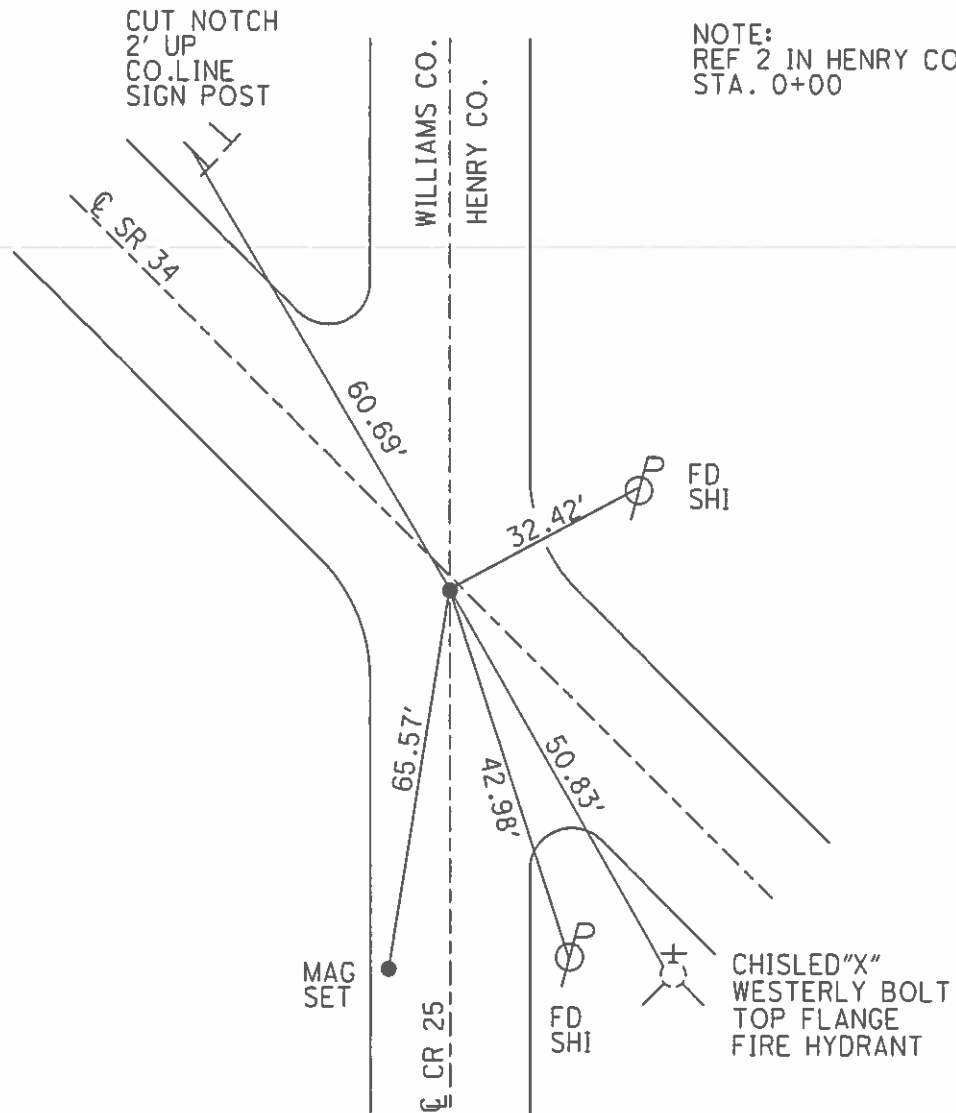 CUT NOTCH
2' UP
CO.LINE
SIGN POST
NOTE:
REF 2 IN HENRY CO
STA. 0+00
WILLIAMS CO.
HENRY CO.
℄ SR 34
60.69'
32.42'
P
FD
SHI
65.57'
42.98'
50.83'
MAG
SET
℄ CR 25
P
FD
SHI
CHISLED"X"
WESTERLY BOLT
TOP FLANGE
FIRE HYDRANT